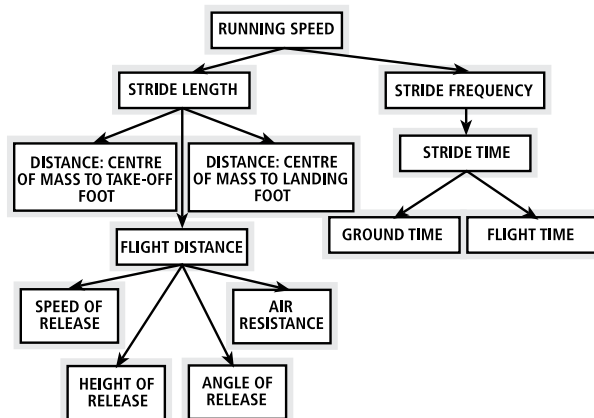 RUNNING SPEED
STRIDE LENGTH
STRIDE FREQUENCY
DISTANCE: CENTRE
OF MASS TO TAKE-OFF
FOOT
DISTANCE: CENTRE
OF MASS TO LANDING
FOOT
STRIDE TIME
GROUND TIME
FLIGHT TIME
FLIGHT DISTANCE
SPEED OF
RELEASE
AIR
RESISTANCE
HEIGHT OF
RELEASE
ANGLE OF
RELEASE